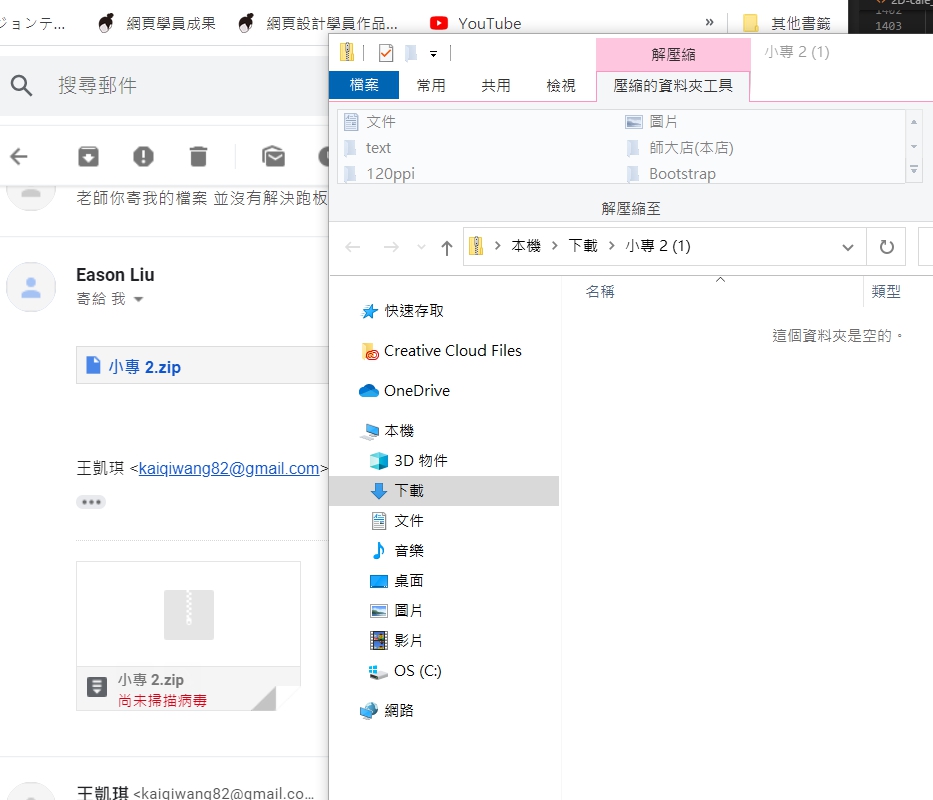 ジョンテ...
網頁學員成果
網頁設計學員作品...
YouTube
»
其他書籤
1402
1403
搜尋郵件
解壓縮
小專 2 (1)
檔案
常用
共用
檢視
壓縮的資料夾工具
文件
圖片
text
師大店(本店)
120ppi
Bootstrap
解壓縮至
老師你寄我的檔案 並沒有解決跑板
本機 > 下載 > 小專 2 (1)
Eason Liu
寄給 我
名稱
類型
這個資料夾是空的。
小專 2.zip
王凱琪 <kaiqiwang82@gmail.com>
小專 2.zip
尚未掃描病毒
王凱琪 <kaiqiwang82@gmail.co...
快速存取
Creative Cloud Files
OneDrive
本機
3D 物件
下載
文件
音樂
桌面
圖片
影片
OS (C:)
網路